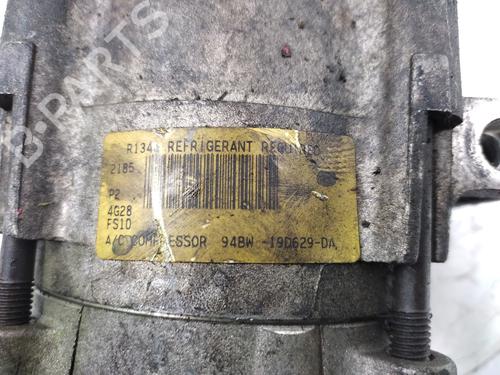 R134A REFRIGERANT REQUIRED
2185
P2
4G28
FS10
A/C COMPRESSOR 94BW -19D629-DA
B-PARTS